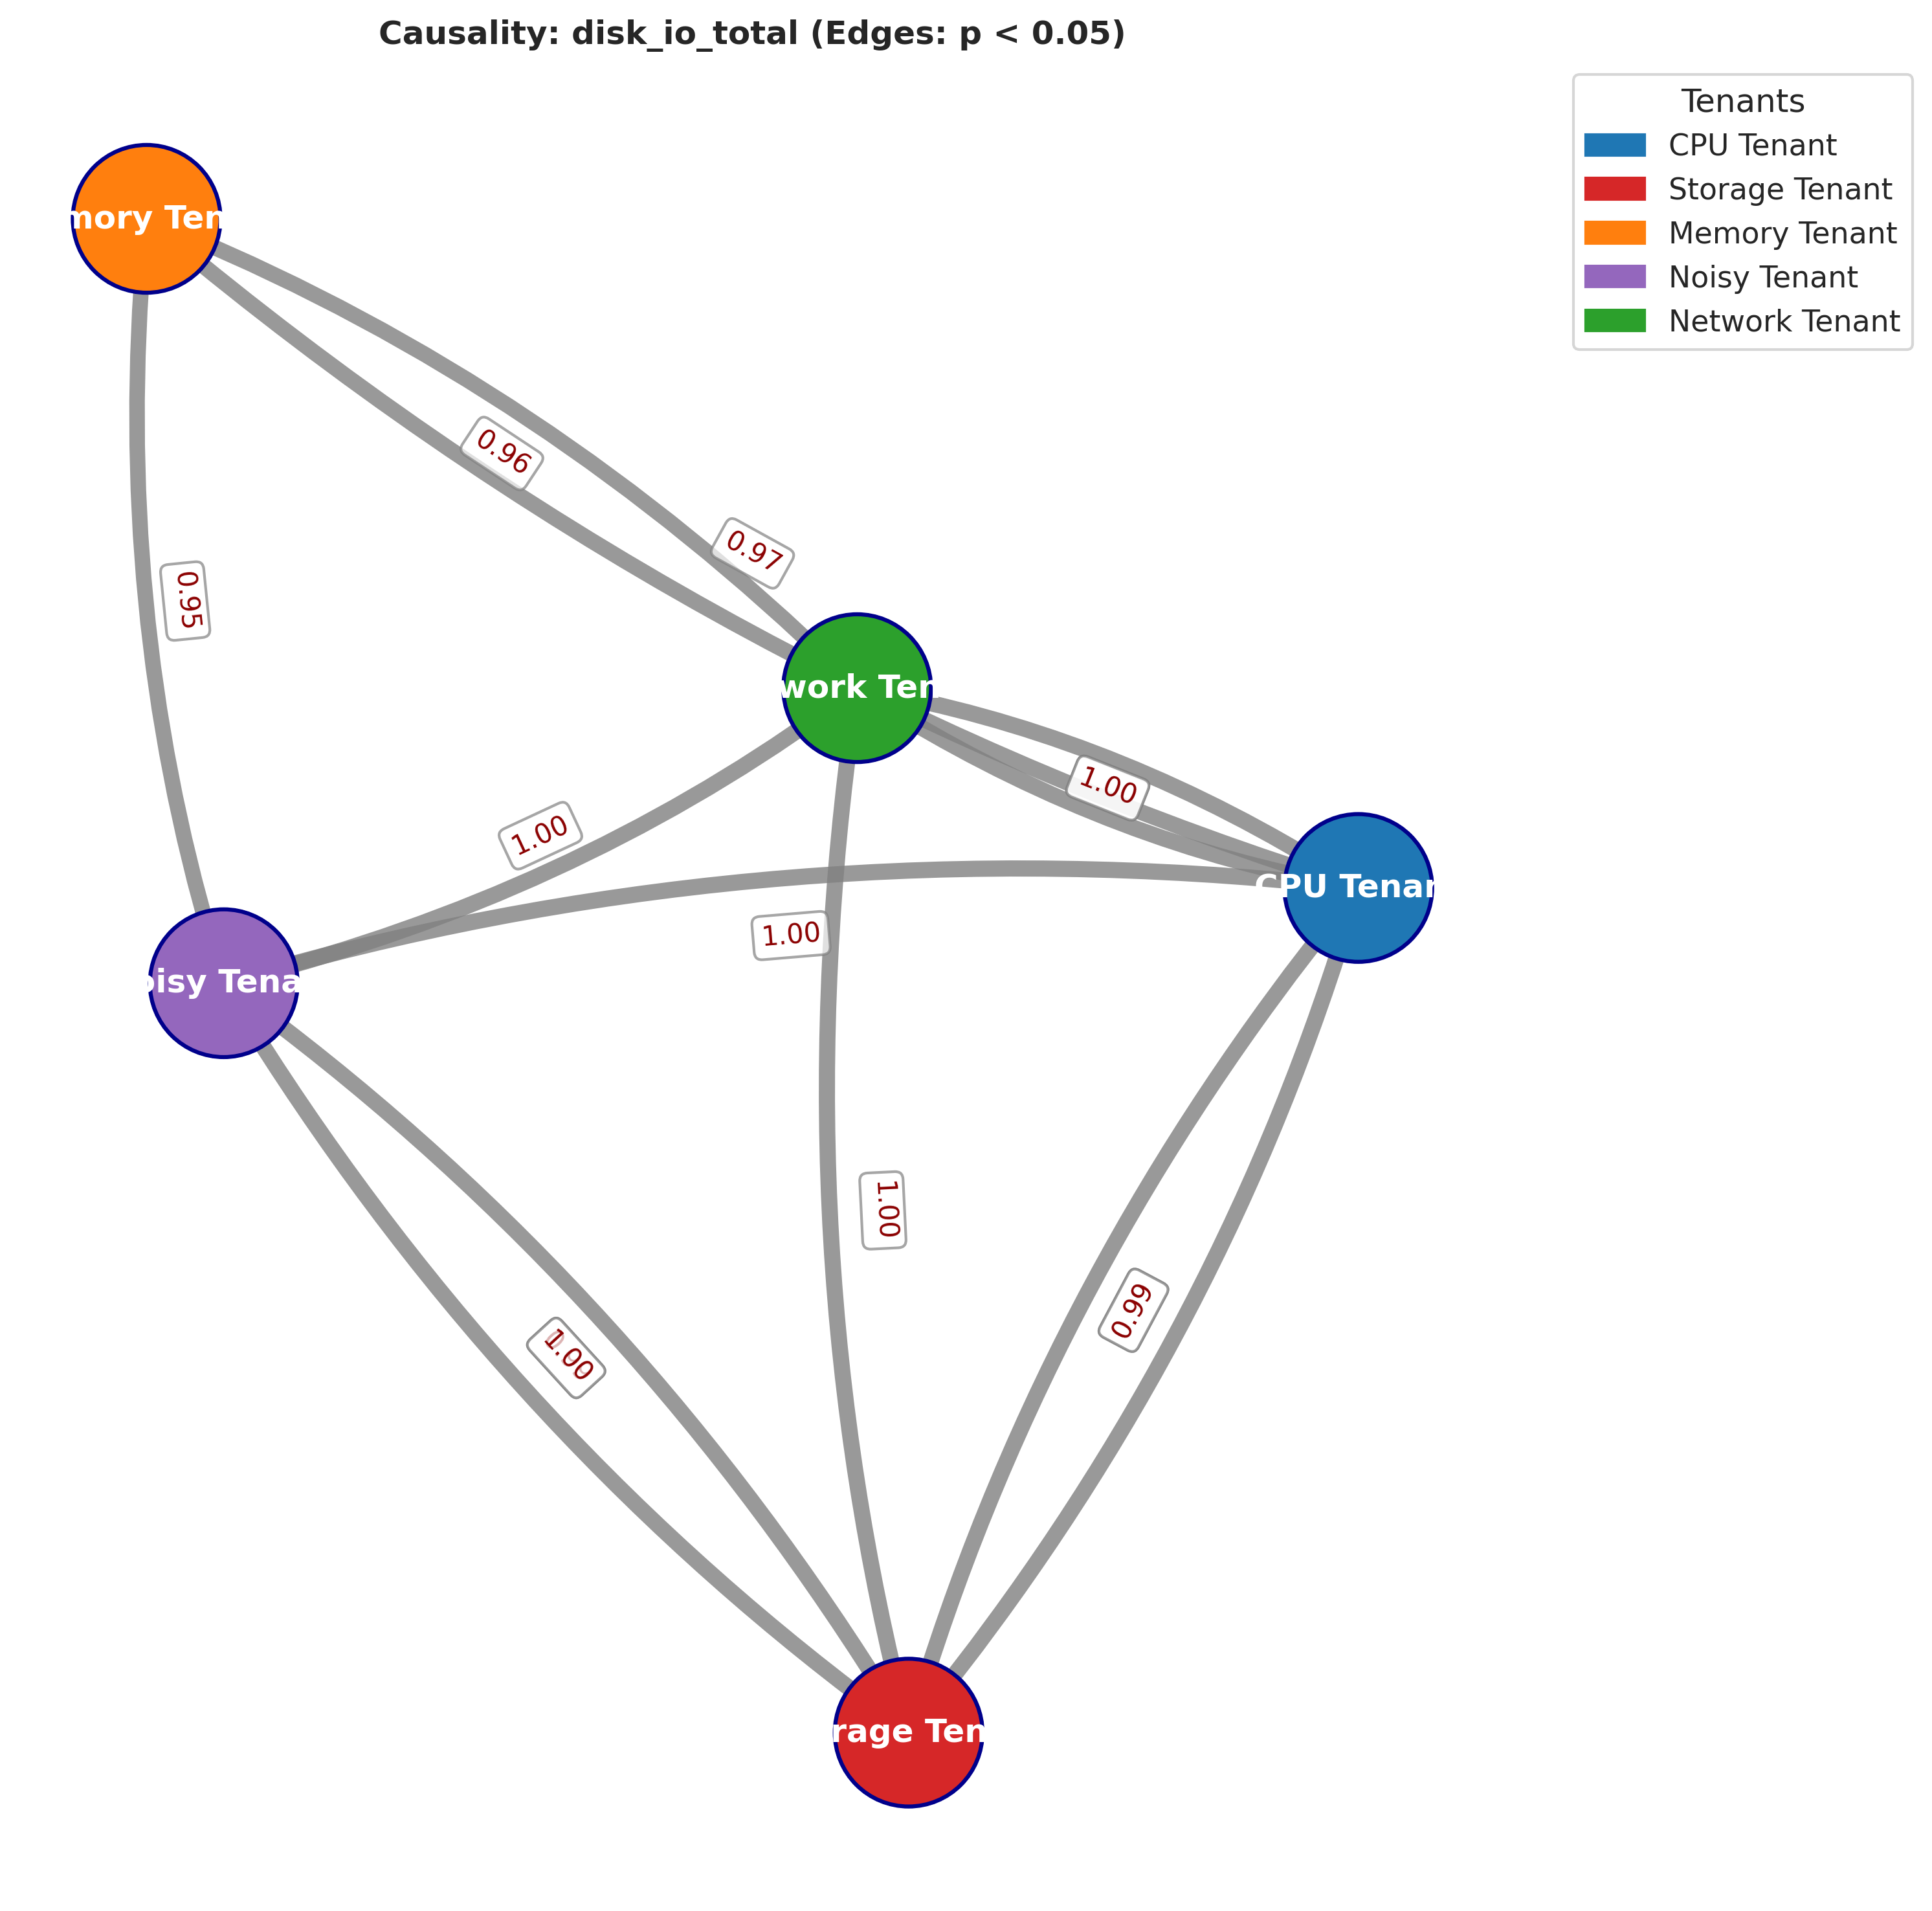 Causality: disk_io_total (Edges: p < 0.05)
Tenants
CPU Tenant
Storage Tenant
Memory Tenant
Noisy Tenant
Network Tenant
mory Ten
0.96
0.97
0.95
work Ten
1.00
1.00
CPU Tenan
1.00
oisy Tena
1.00
0.99
1.00
rage Ten